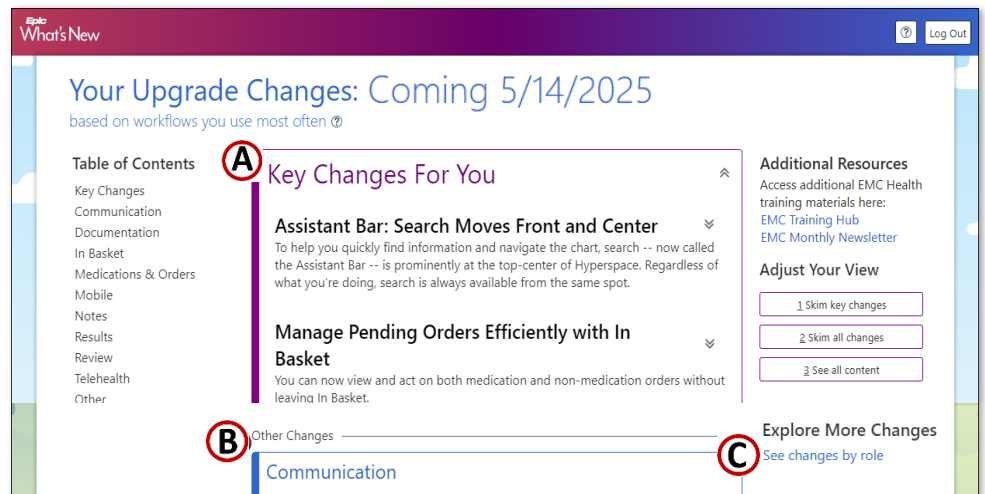 Epic
What's New
? Log Out
Your Upgrade Changes: Coming 5/14/2025
based on workflows you use most often ?
Table of Contents
Key Changes
Communication
Documentation
In Basket
Medications & Orders
Mobile
Notes
Results
Review
Telehealth
Other
A
Key Changes For You
Assistant Bar: Search Moves Front and Center
To help you quickly find information and navigate the chart, search -- now called
the Assistant Bar -- is prominently at the top-center of Hyperspace. Regardless of
what you're doing, search is always available from the same spot.
Manage Pending Orders Efficiently with In
Basket
You can now view and act on both medication and non-medication orders without
leaving In Basket.
B
Other Changes
Communication
Additional Resources
Access additional EMC Health
training materials here:
EMC Training Hub
EMC Monthly Newsletter
Adjust Your View
1 Skim key changes
2 Skim all changes
3 See all content
Explore More Changes
C
See changes by role